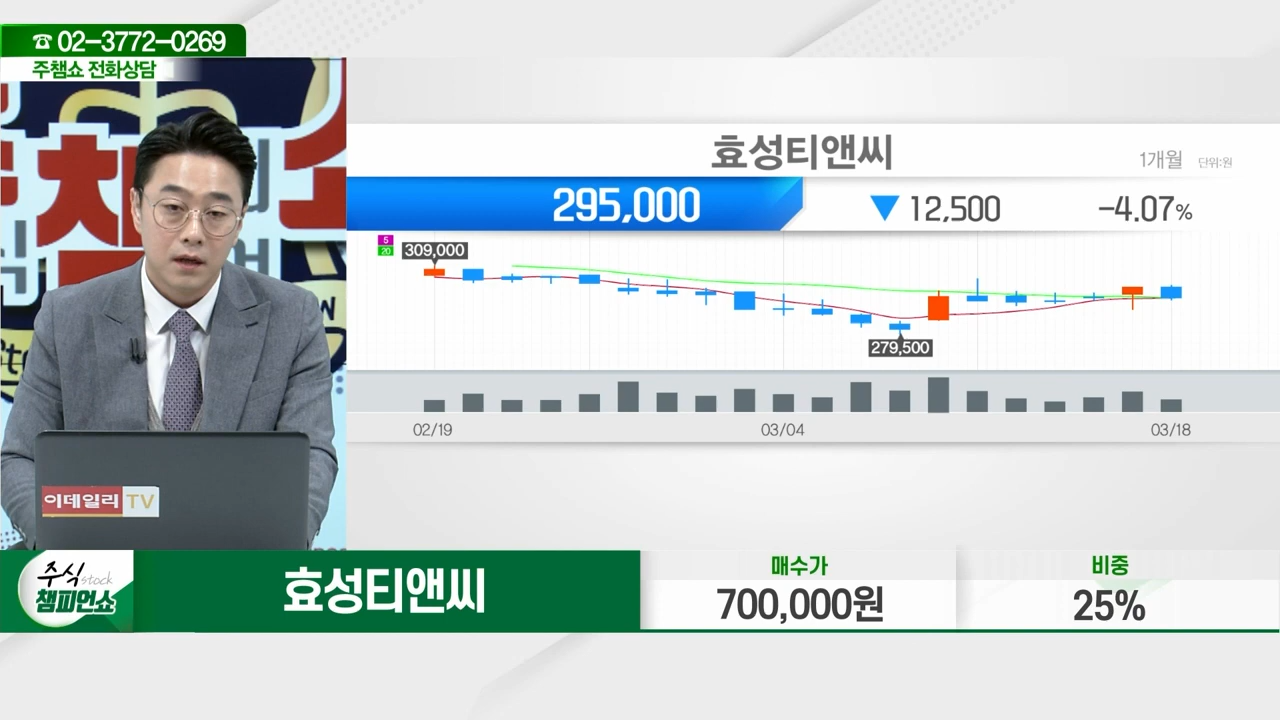 ☎ 02-3772-0269
주챔쇼 전화상담
효성티앤씨
1개월 단위:원
295,000 ▼ 12,500 -4.07%
5
20
309,000
279,500
02/19 03/04 03/18
이데일리TV
주식 stock
챔피언쇼
효성티앤씨
매수가
700,000원
비중
25%